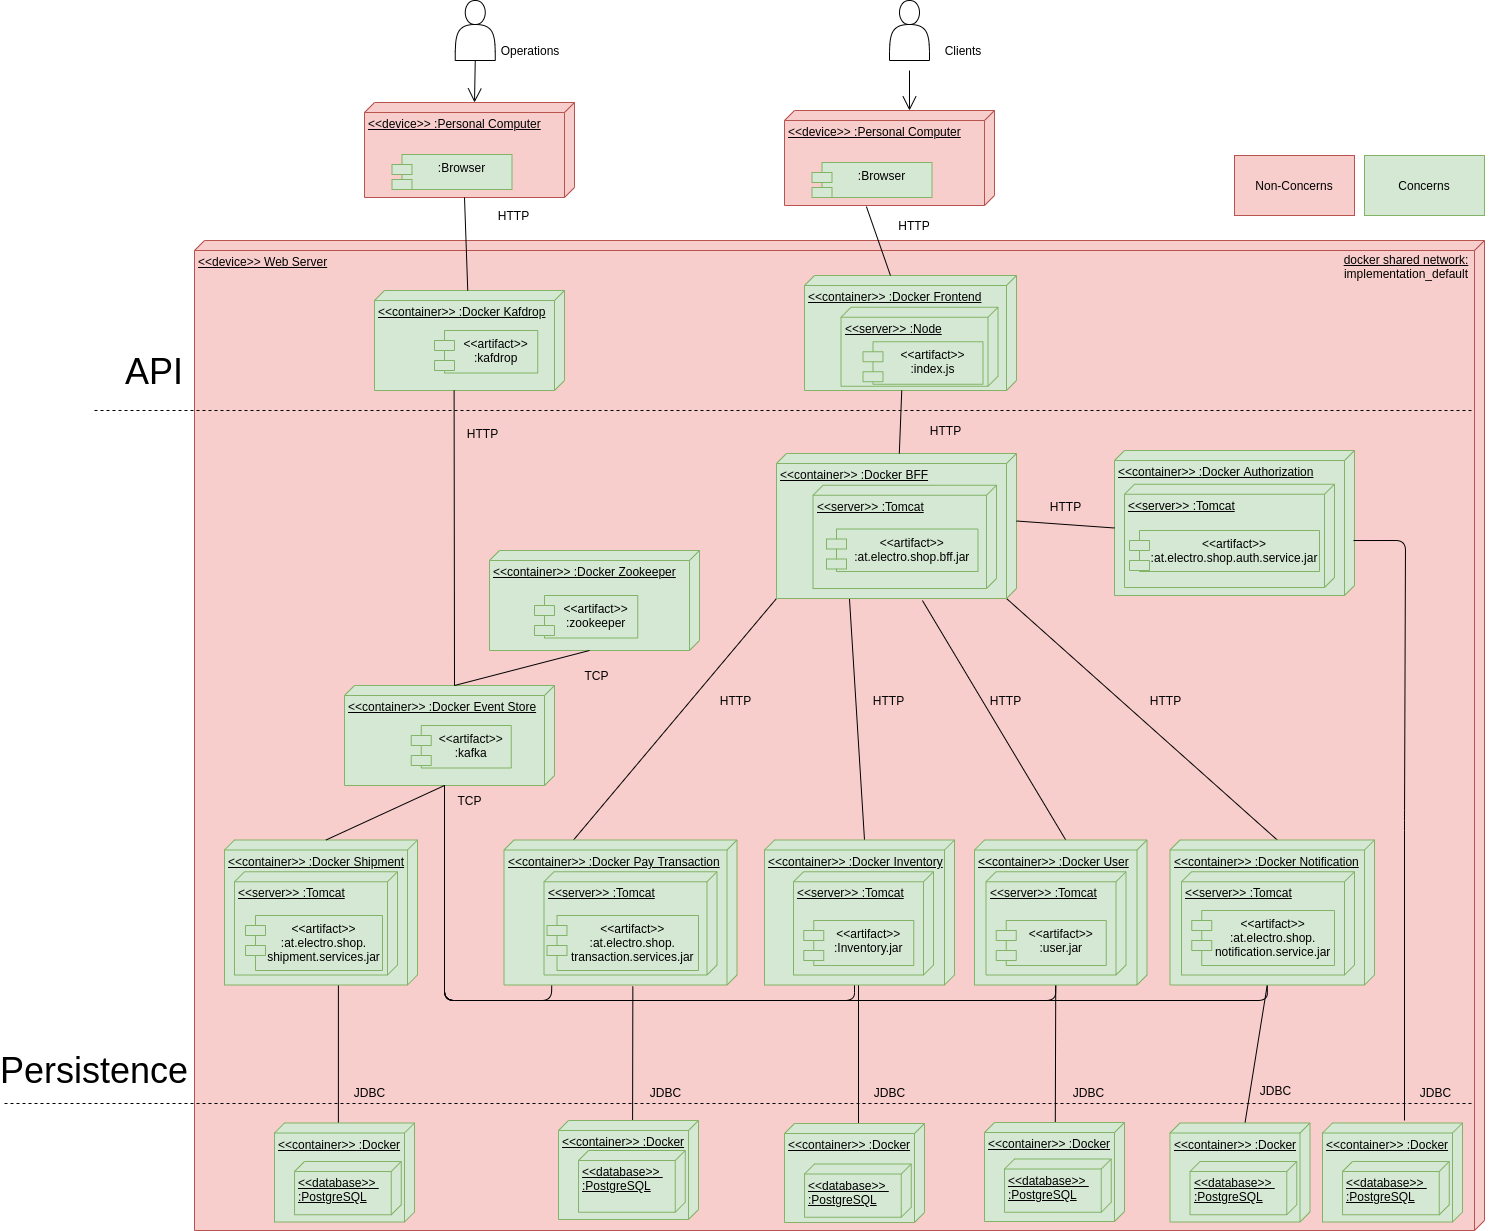 Operations
Clients
<<device>> :Personal Computer
:Browser
<<device>> :Personal Computer
:Browser
Non-Concerns
Concerns
HTTP
HTTP
<<device>> Web Server
docker shared network:
implementation_default
<<container>> :Docker Kafdrop
<<artifact>>
:kafdrop
<<container>> :Docker Frontend
<<server>> :Node
<<artifact>>
:index.js
API
HTTP
HTTP
<<container>> :Docker BFF
<<server>> :Tomcat
<<artifact>>
:at.electro.shop.bff.jar
HTTP
<<container>> :Docker Authorization
<<server>> :Tomcat
<<artifact>>
:at.electro.shop.auth.service.jar
<<container>> :Docker Zookeeper
<<artifact>>
:zookeeper
TCP
HTTP
HTTP
HTTP
HTTP
<<container>> :Docker Event Store
<<artifact>>
:kafka
TCP
<<container>> :Docker Shipment
<<server>> :Tomcat
<<artifact>>
:at.electro.shop.
shipment.services.jar
<<container>> :Docker Pay Transaction
<<server>> :Tomcat
<<artifact>>
:at.electro.shop.
transaction.services.jar
<<container>> :Docker Inventory
<<server>> :Tomcat
<<artifact>>
:Inventory.jar
<<container>> :Docker User
<<server>> :Tomcat
<<artifact>>
:user.jar
<<container>> :Docker Notification
<<server>> :Tomcat
<<artifact>>
:at.electro.shop.
notification.service.jar
Persistence
JDBC
JDBC
JDBC
JDBC
JDBC
JDBC
<<container>> :Docker
<<database>>
:PostgreSQL
<<container>> :Docker
<<database>>
:PostgreSQL
<<container>> :Docker
<<database>>
:PostgreSQL
<<container>> :Docker
<<database>>
:PostgreSQL
<<container>> :Docker
<<database>>
:PostgreSQL
<<container>> :Docker
<<database>>
:PostgreSQL